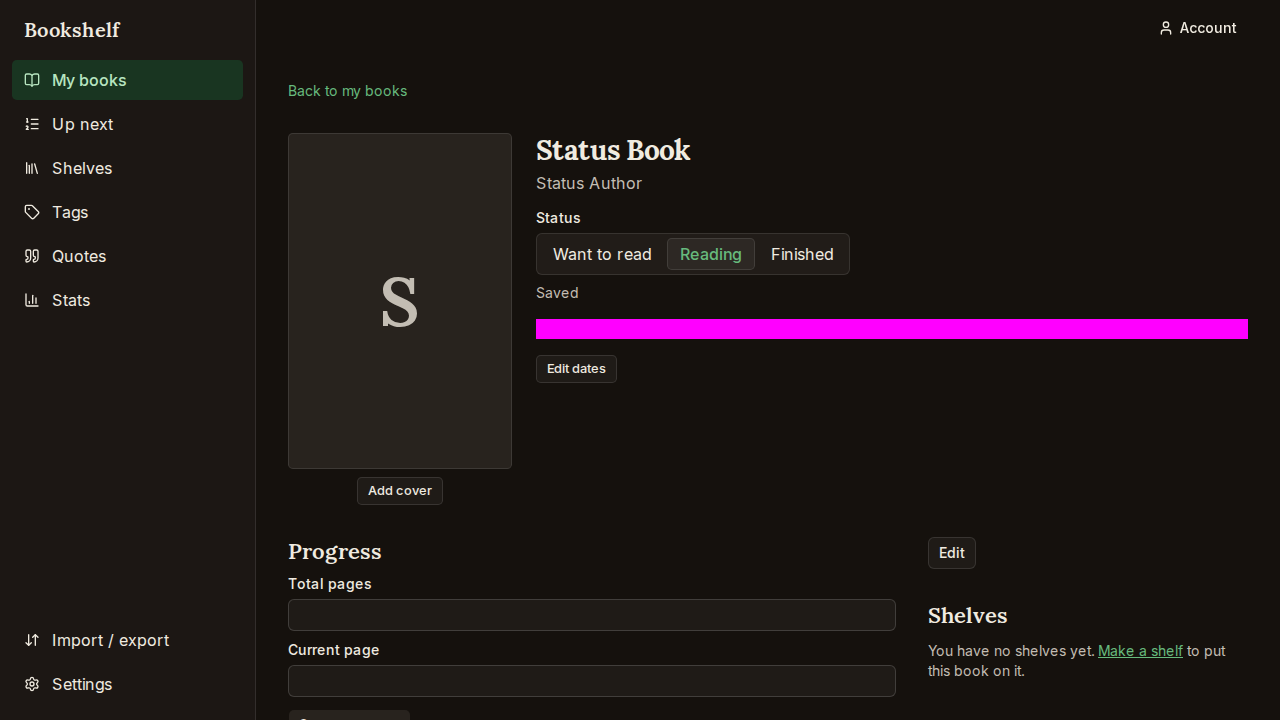 Bookshelf
My books
Up next
Shelves
Tags
Quotes
Stats
Import / export
Settings
Account
Back to my books
S
Add cover
Status Book
Status Author
Status
Want to read Reading Finished
Saved
Edit dates
Progress
Total pages
Current page
Edit
Shelves
You have no shelves yet. Make a shelf to put
this book on it.